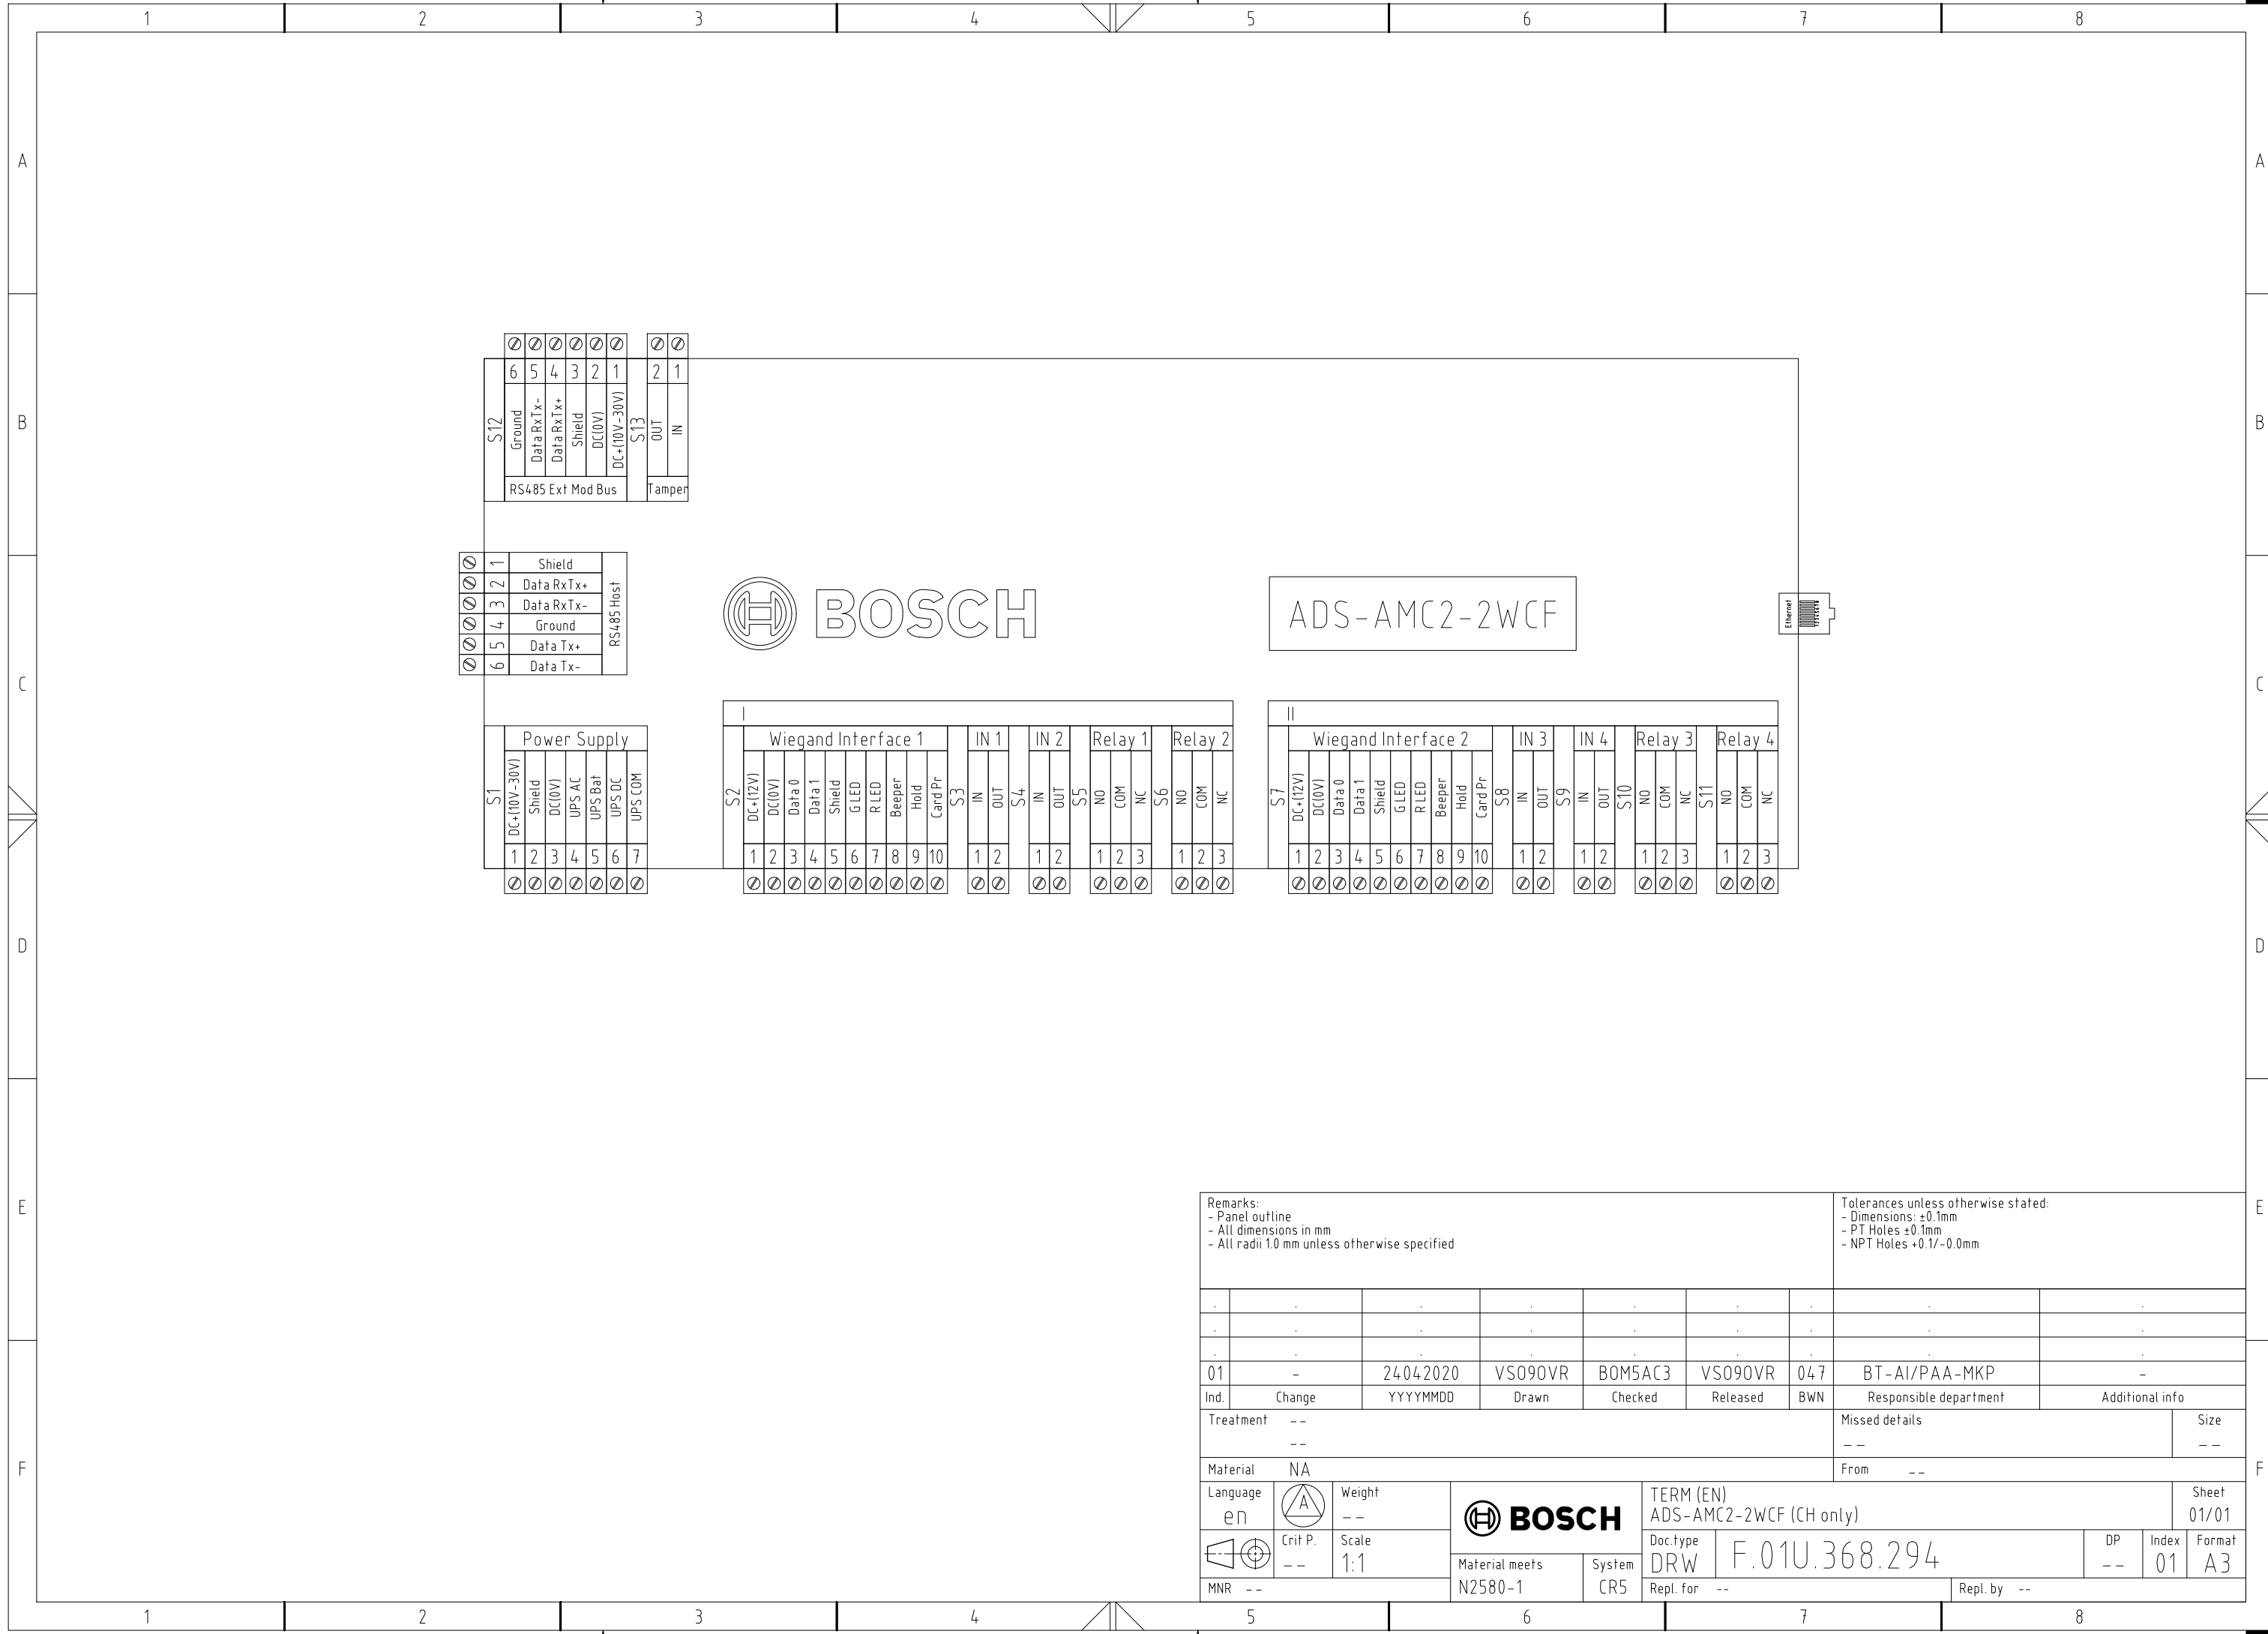 1 2 3 4 5 6 7 8
A A
B B
C C
D D
E E
F F
S12
6 5 4 3 2 1
Ground
Data RxTx-
Data RxTx+
Shield
DC(0V)
DC+(10V-30V)
RS485 Ext Mod Bus
S13
2 1
OUT
IN
Tamper
1 Shield
2 Data RxTx+
3 Data RxTx-
4 Ground
5 Data Tx+
6 Data Tx-
RS485 Host
BOSCH
ADS-AMC2-2WCF
Ethernet
12345678
S1
Power Supply
DC+(10V-30V)
Shield
DC(0V)
UPS AC
UPS Bat
UPS DC
UPS COM
1 2 3 4 5 6 7
I
S2
Wiegand Interface 1
DC+(12V)
DC(0V)
Data 0
Data 1
Shield
G LED
R LED
Beeper
Hold
Card Pr
1 2 3 4 5 6 7 8 9 10
S3
IN 1
IN
OUT
1 2
S4
IN 2
IN
OUT
1 2
S5
Relay 1
NO
COM
NC
1 2 3
S6
Relay 2
NO
COM
NC
1 2 3
II
S7
Wiegand Interface 2
DC+(12V)
DC(0V)
Data 0
Data 1
Shield
G LED
R LED
Beeper
Hold
Card Pr
1 2 3 4 5 6 7 8 9 10
S8
IN 3
IN
OUT
1 2
S9
IN 4
IN
OUT
1 2
S10
Relay 3
NO
COM
NC
1 2 3
S11
Relay 4
NO
COM
NC
1 2 3
Remarks:
- Panel outline
- All dimensions in mm
- All radii 1.0 mm unless otherwise specified
Tolerances unless otherwise stated:
- Dimensions: ±0.1mm
- PT Holes ±0.1mm
- NPT Holes +0.1/-0.0mm
. . . . . . . . .
. . . . . . . . .
. . . . . . . . .
01 - 24042020 VSO9OVR BOM5AC3 VSO9OVR 047 BT-AI/PAA-MKP -
Ind. Change YYYYMMDD Drawn Checked Released BWN Responsible department Additional info
Treatment --
--
Missed details
--
Size
--
Material NA
From --
Language
en
A
Weight
--
BOSCH
TERM (EN)
ADS-AMC2-2WCF (CH only)
Sheet
01/01
Crit P.
--
Scale
1:1
Material meets
N2580-1
System
CR5
Doc.type
DRW
F.01U.368.294
DP
--
Index
01
Format
A3
MNR --
Repl. for --
Repl. by --
1 2 3 4 5 6 7 8